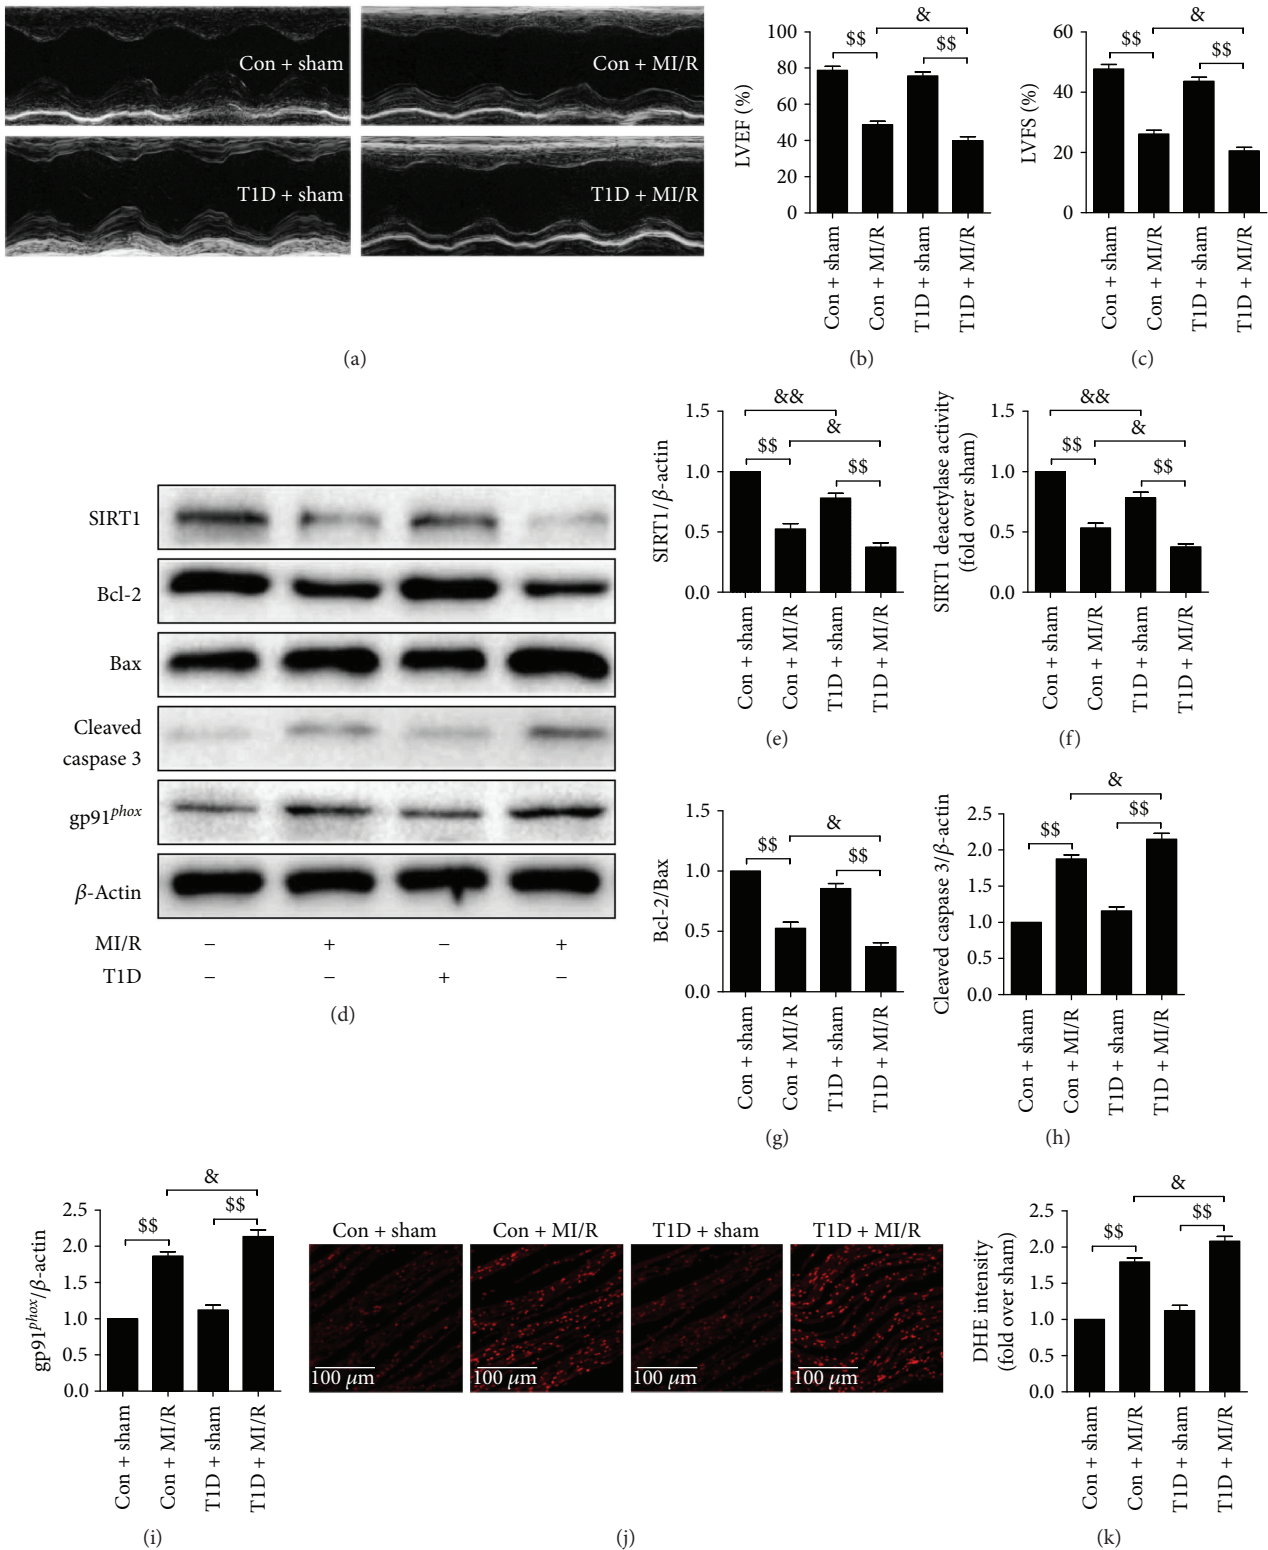 Con + sham
Con + MI/R
T1D + sham
T1D + MI/R
(a)
LVEF (%)
100
80
60
40
20
0
$$
&
$$
Con + sham
Con + MI/R
T1D + sham
T1D + MI/R
(b)
LVFS (%)
60
40
20
0
$$
&
$$
Con + sham
Con + MI/R
T1D + sham
T1D + MI/R
(c)
SIRT1
Bcl-2
Bax
Cleaved
caspase 3
gp91phox
β-Actin
MI/R − + − +
T1D − − + −
(d)
SIRT1/β-actin
1.5
1.0
0.5
0.0
&&
&
$$
$$
Con + sham
Con + MI/R
T1D + sham
T1D + MI/R
(e)
SIRT1 deacetylase activity
(fold over sham)
1.5
1.0
0.5
0.0
&&
&
$$
$$
Con + sham
Con + MI/R
T1D + sham
T1D + MI/R
(f)
Bcl-2/Bax
1.5
1.0
0.5
0.0
&
$$
$$
Con + sham
Con + MI/R
T1D + sham
T1D + MI/R
(g)
Cleaved caspase 3/β-actin
2.5
2.0
1.5
1.0
0.5
0.0
&
$$
$$
Con + sham
Con + MI/R
T1D + sham
T1D + MI/R
(h)
gp91phox/β-actin
2.5
2.0
1.5
1.0
0.5
0.0
&
$$
$$
Con + sham
Con + MI/R
T1D + sham
T1D + MI/R
(i)
Con + sham
Con + MI/R
T1D + sham
T1D + MI/R
100 μm
100 μm
100 μm
100 μm
(j)
DHE intensity
(fold over sham)
2.5
2.0
1.5
1.0
0.5
0.0
&
$$
$$
Con + sham
Con + MI/R
T1D + sham
T1D + MI/R
(k)